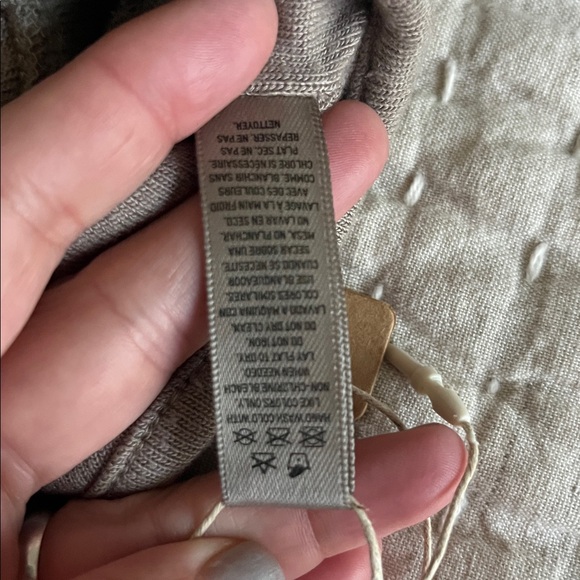 HAND WASH COLD WITH
LIKE COLORS ONLY.
NON-CHLORINE BLEACH
WHEN NEEDED.
LAY FLAT TO DRY.
DO NOT IRON.
DO NOT DRY CLEAN.
LAVADO A MAQUINA CON
COLORES SIMILARES.
USE BLANQUEADOR
CUANDO SE NECESITE.
SECAR SOBRE UNA
MESA. NO PLANCHAR.
NO LAVAR EN SECO.
LAVAGE À LA MAIN FROID
AVEC DES COULEURS
COMME. BLANCHIR SANS
CHLORE SI NÉCESSAIRE.
PLAT SEC. NE PAS
REPASSER. NE PAS
NETTOYER.